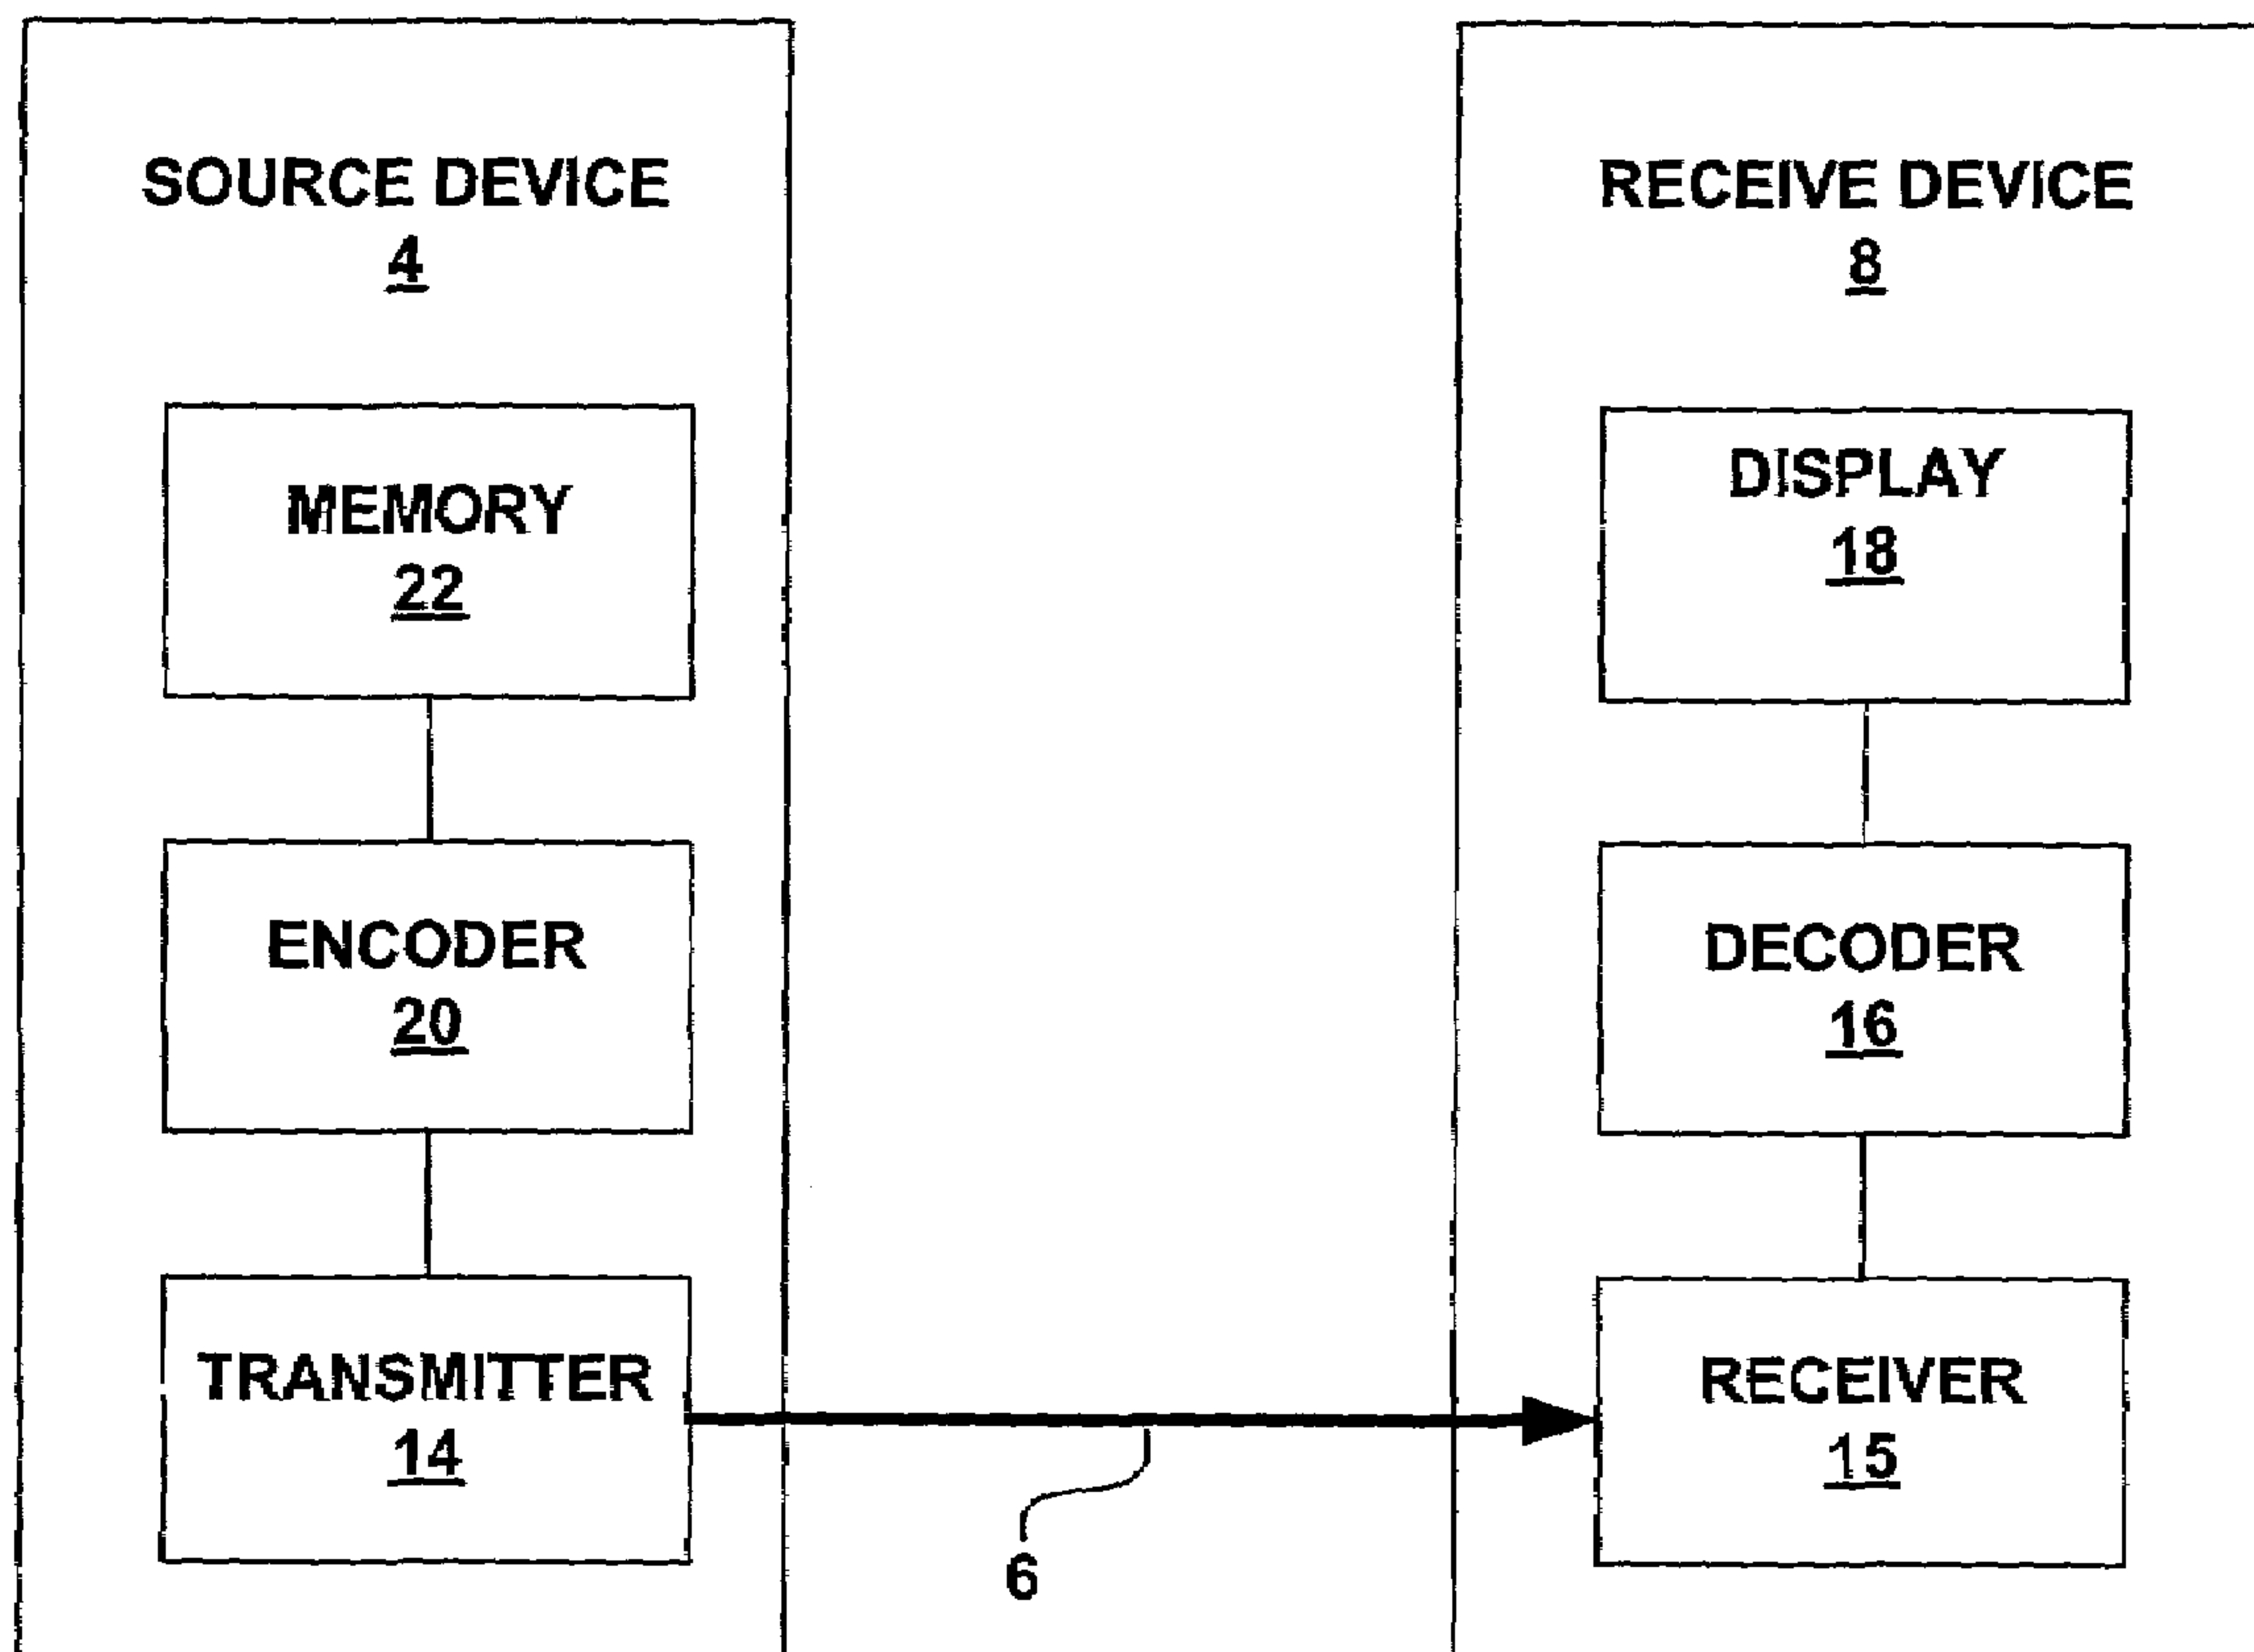 SOURCE DEVICE
4
MEMORY
22
ENCODER
20
TRANSMITTER
14
6
RECEIVE DEVICE
8
DISPLAY
18
DECODER
16
RECEIVER
15